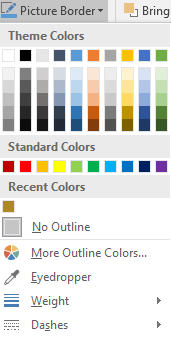 Picture Border Bring
Theme Colors
Standard Colors
Recent Colors
No Outline
More Outline Colors...
Eyedropper
Weight
Dashes